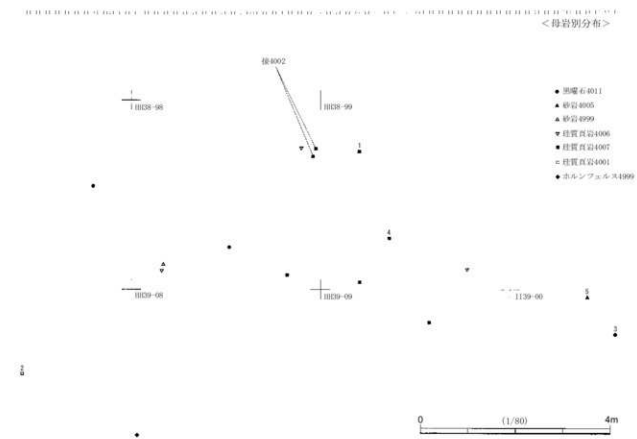 <母岩別分布>
接4002
HH38-98
HH38-99
● 黒曜石4011
▲ 砂岩4005
△ 砂岩4999
▽ 珪質頁岩4006
■ 珪質頁岩4007
□ 珪質頁岩4001
◆ ホルンフェルス4999
1
4
HH39-08
HH39-09
II39-00
5
3
2
0 (1/80) 4m